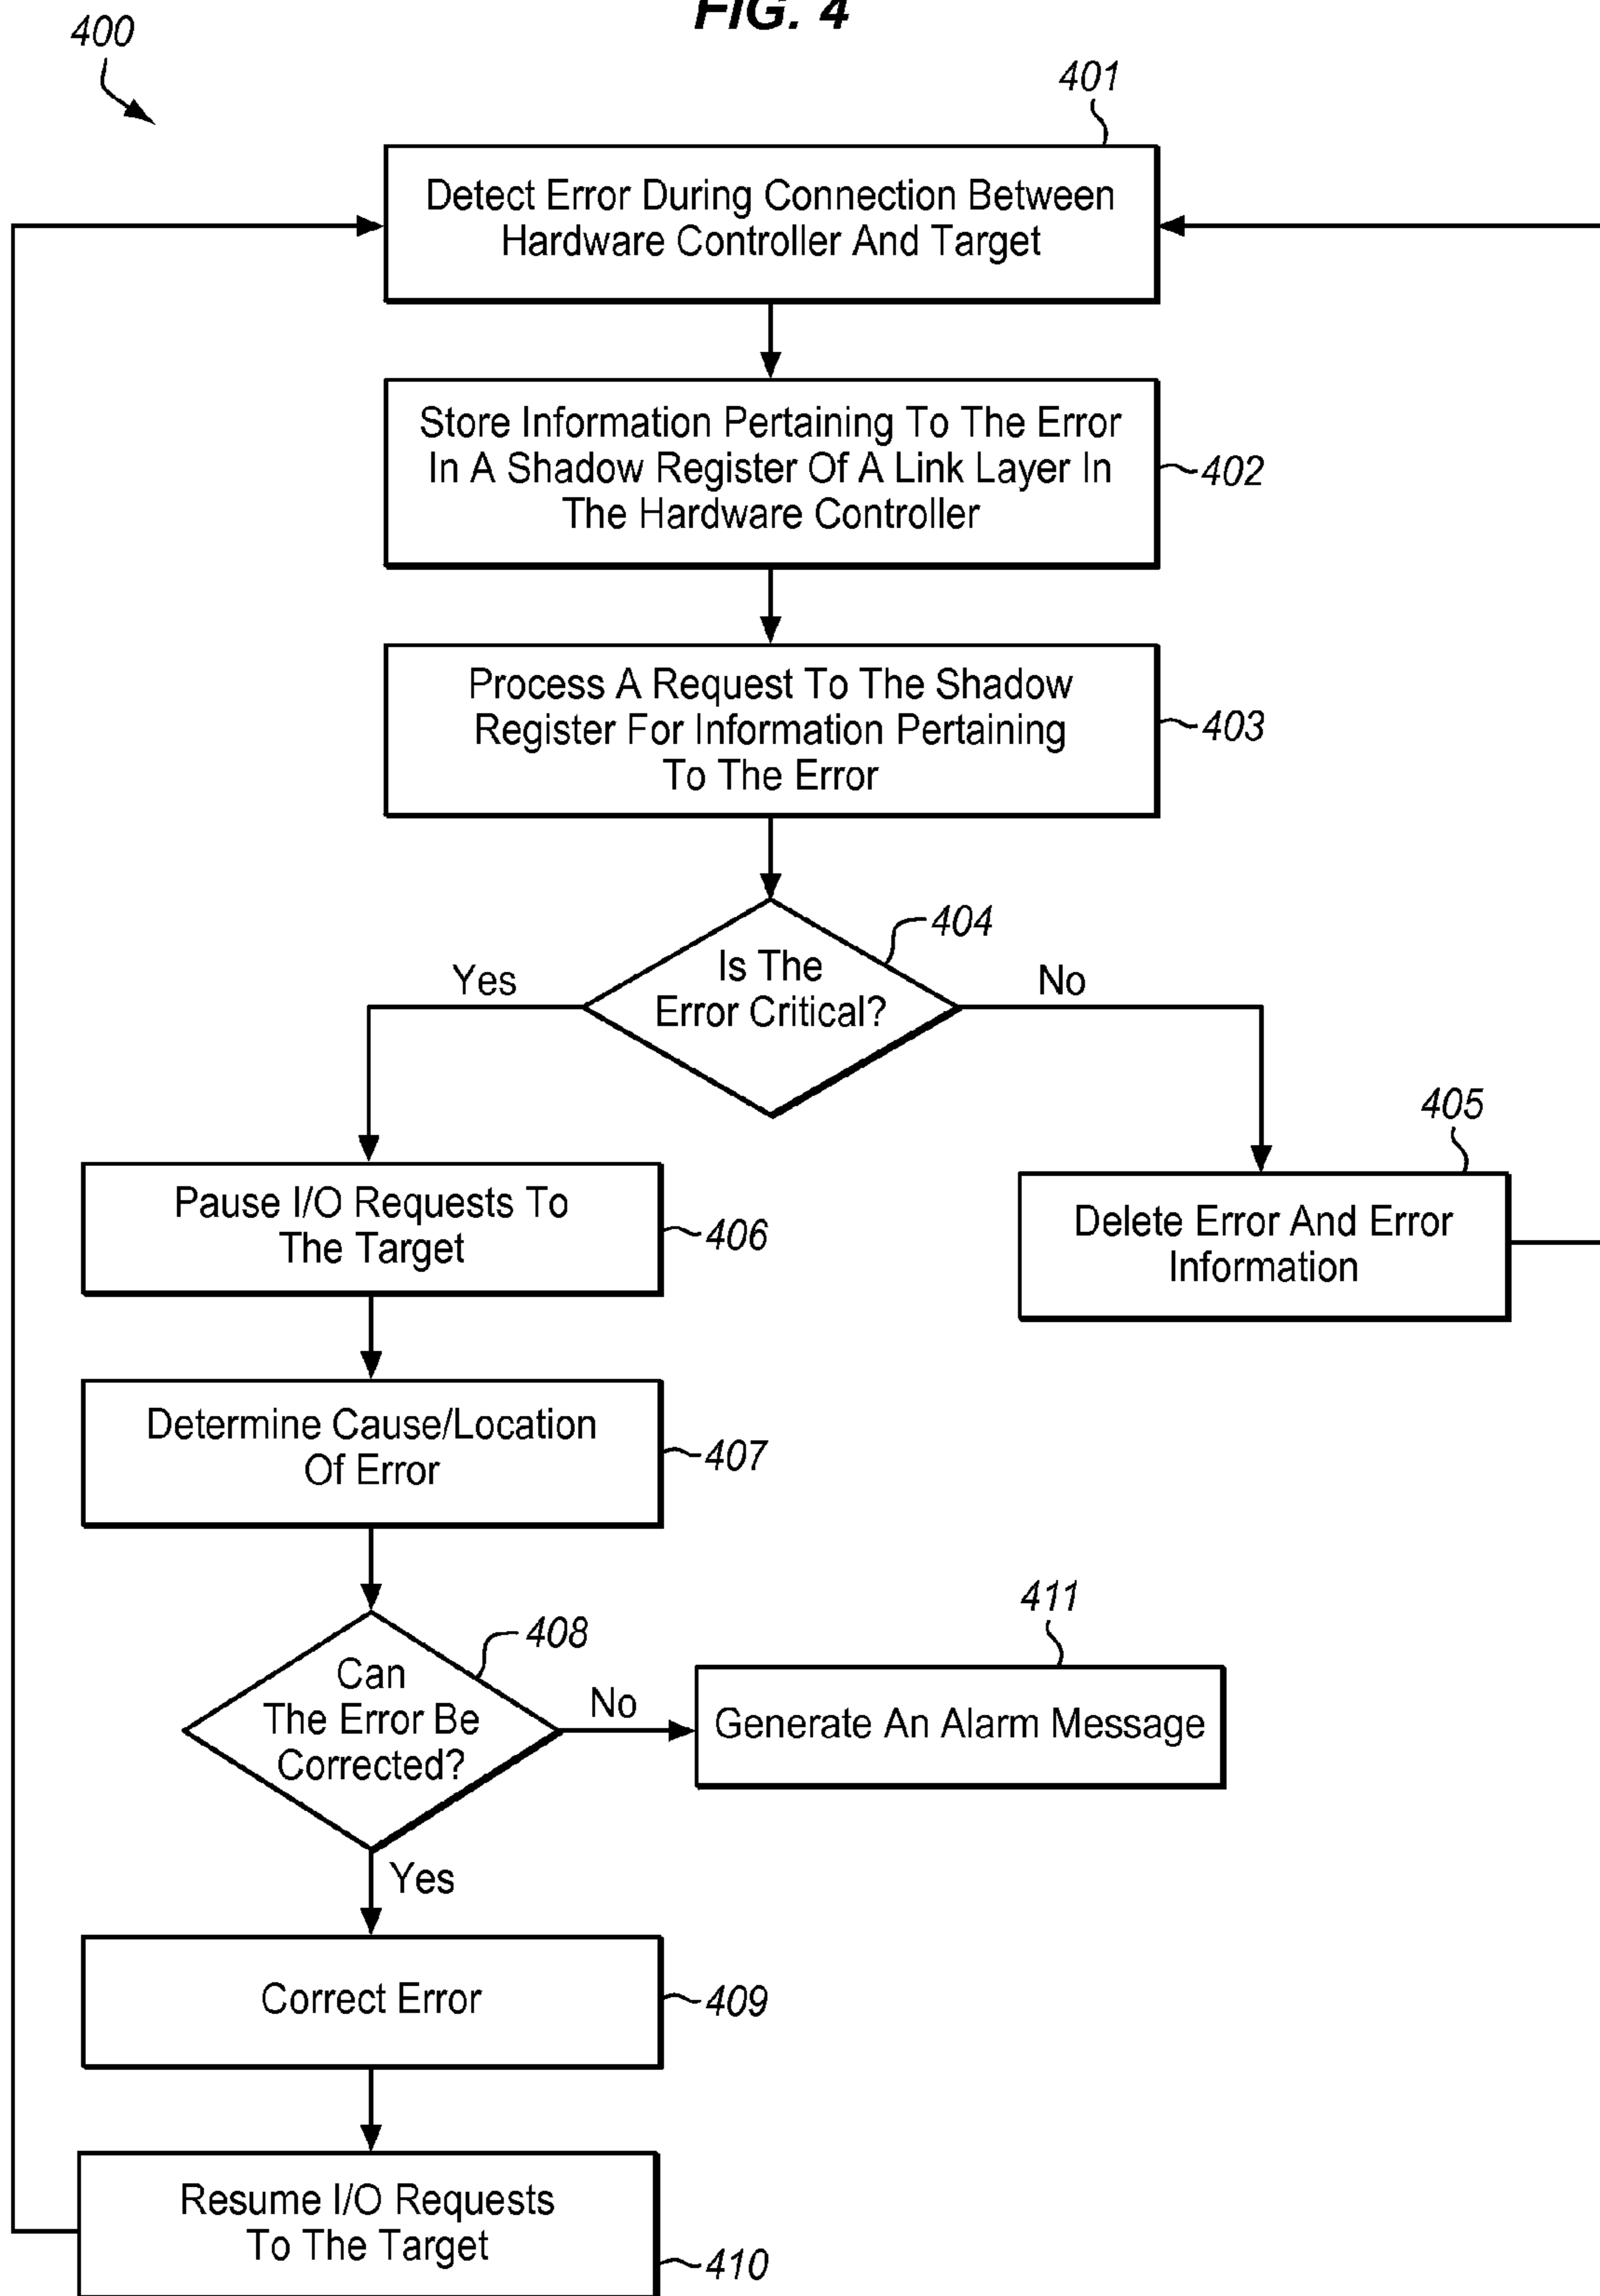 FIG. 4
400
401
Detect Error During Connection Between
Hardware Controller And Target
Store Information Pertaining To The Error
In A Shadow Register Of A Link Layer In
The Hardware Controller
402
Process A Request To The Shadow
Register For Information Pertaining
To The Error
403
404
Is The
Error Critical?
Yes
No
405
Pause I/O Requests To
The Target
406
Delete Error And Error
Information
Determine Cause/Location
Of Error
407
408
Can
The Error Be
Corrected?
No
411
Generate An Alarm Message
Yes
Correct Error
409
Resume I/O Requests
To The Target
410